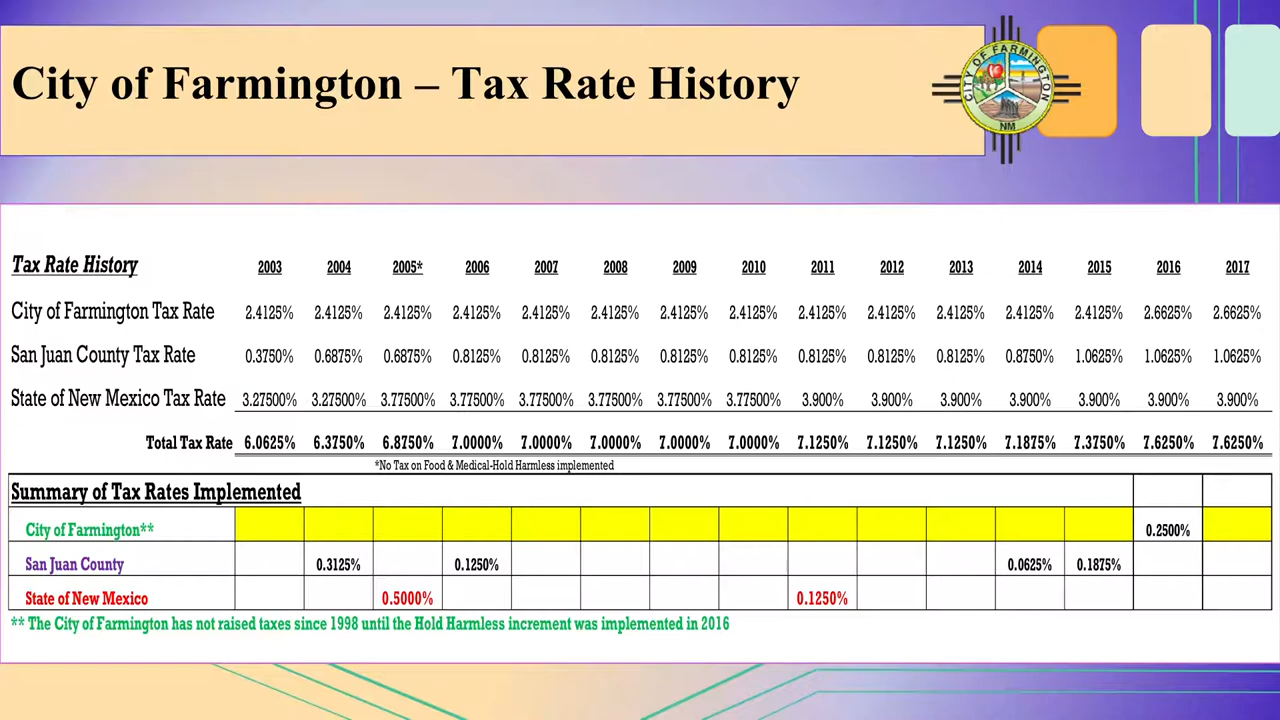 City of Farmington – Tax Rate History
CITY OF FARMINGTON
NM
Tax Rate History 2003 2004 2005* 2006 2007 2008 2009 2010 2011 2012 2013 2014 2015 2016 2017
City of Farmington Tax Rate 2.4125% 2.4125% 2.4125% 2.4125% 2.4125% 2.4125% 2.4125% 2.4125% 2.4125% 2.4125% 2.4125% 2.4125% 2.4125% 2.6625% 2.6625%
San Juan County Tax Rate 0.3750% 0.6875% 0.6875% 0.8125% 0.8125% 0.8125% 0.8125% 0.8125% 0.8125% 0.8125% 0.8125% 0.8750% 1.0625% 1.0625% 1.0625%
State of New Mexico Tax Rate 3.27500% 3.27500% 3.77500% 3.77500% 3.77500% 3.77500% 3.77500% 3.77500% 3.900% 3.900% 3.900% 3.900% 3.900% 3.900% 3.900%
Total Tax Rate 6.0625% 6.3750% 6.8750% 7.0000% 7.0000% 7.0000% 7.0000% 7.0000% 7.1250% 7.1250% 7.1250% 7.1875% 7.3750% 7.6250% 7.6250%
*No Tax on Food & Medical-Hold Harmless implemented
Summary of Tax Rates Implemented
City of Farmington** 0.2500%
San Juan County 0.3125% 0.1250% 0.0625% 0.1875%
State of New Mexico 0.5000% 0.1250%
** The City of Farmington has not raised taxes since 1998 until the Hold Harmless increment was implemented in 2016